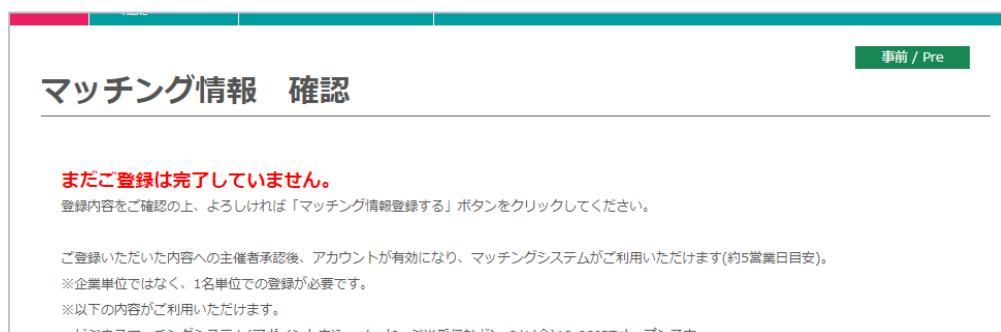 事前 / Pre
マッチング情報　確認
まだご登録は完了していません。
登録内容をご確認の上、よろしければ「マッチング情報登録する」ボタンをクリックしてください。
ご登録いただいた内容への主催者承認後、アカウントが有効になり、マッチングシステムがご利用いただけます(約5営業日目安)。
※企業単位ではなく、1名単位での登録が必要です。
※以下の内容がご利用いただけます。